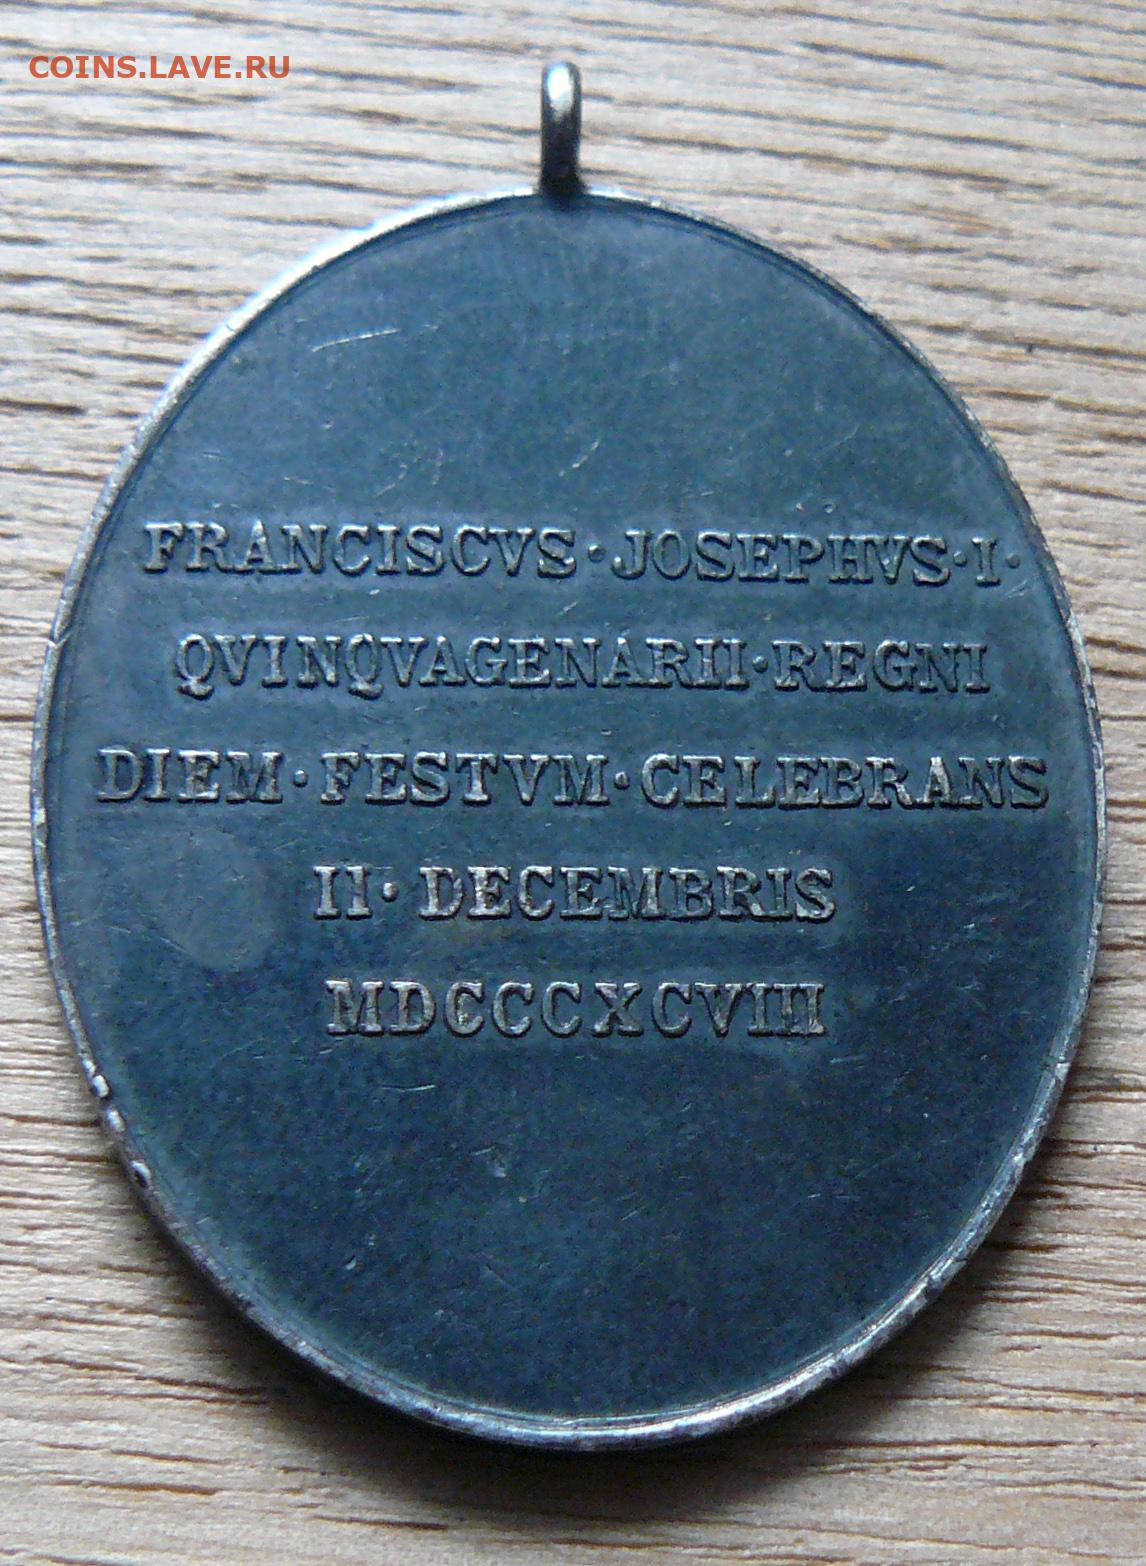 COINS.LAVE.RU
FRANCISCVS·JOSEPHVS·I·
QVINQVAGENARII·REGNI
DIEM·FESTVM·CELEBRANS
II·DECEMBRIS
MDCCCXCVIII